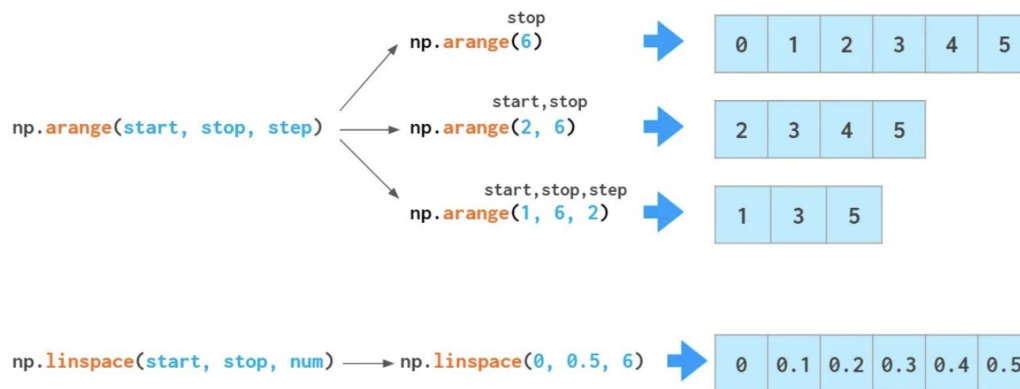 stop
np.arange(6)
0 1 2 3 4 5
start,stop
np.arange(start, stop, step)
np.arange(2, 6)
2 3 4 5
start,stop,step
np.arange(1, 6, 2)
1 3 5
np.linspace(start, stop, num)
np.linspace(0, 0.5, 6)
0 0.1 0.2 0.3 0.4 0.5